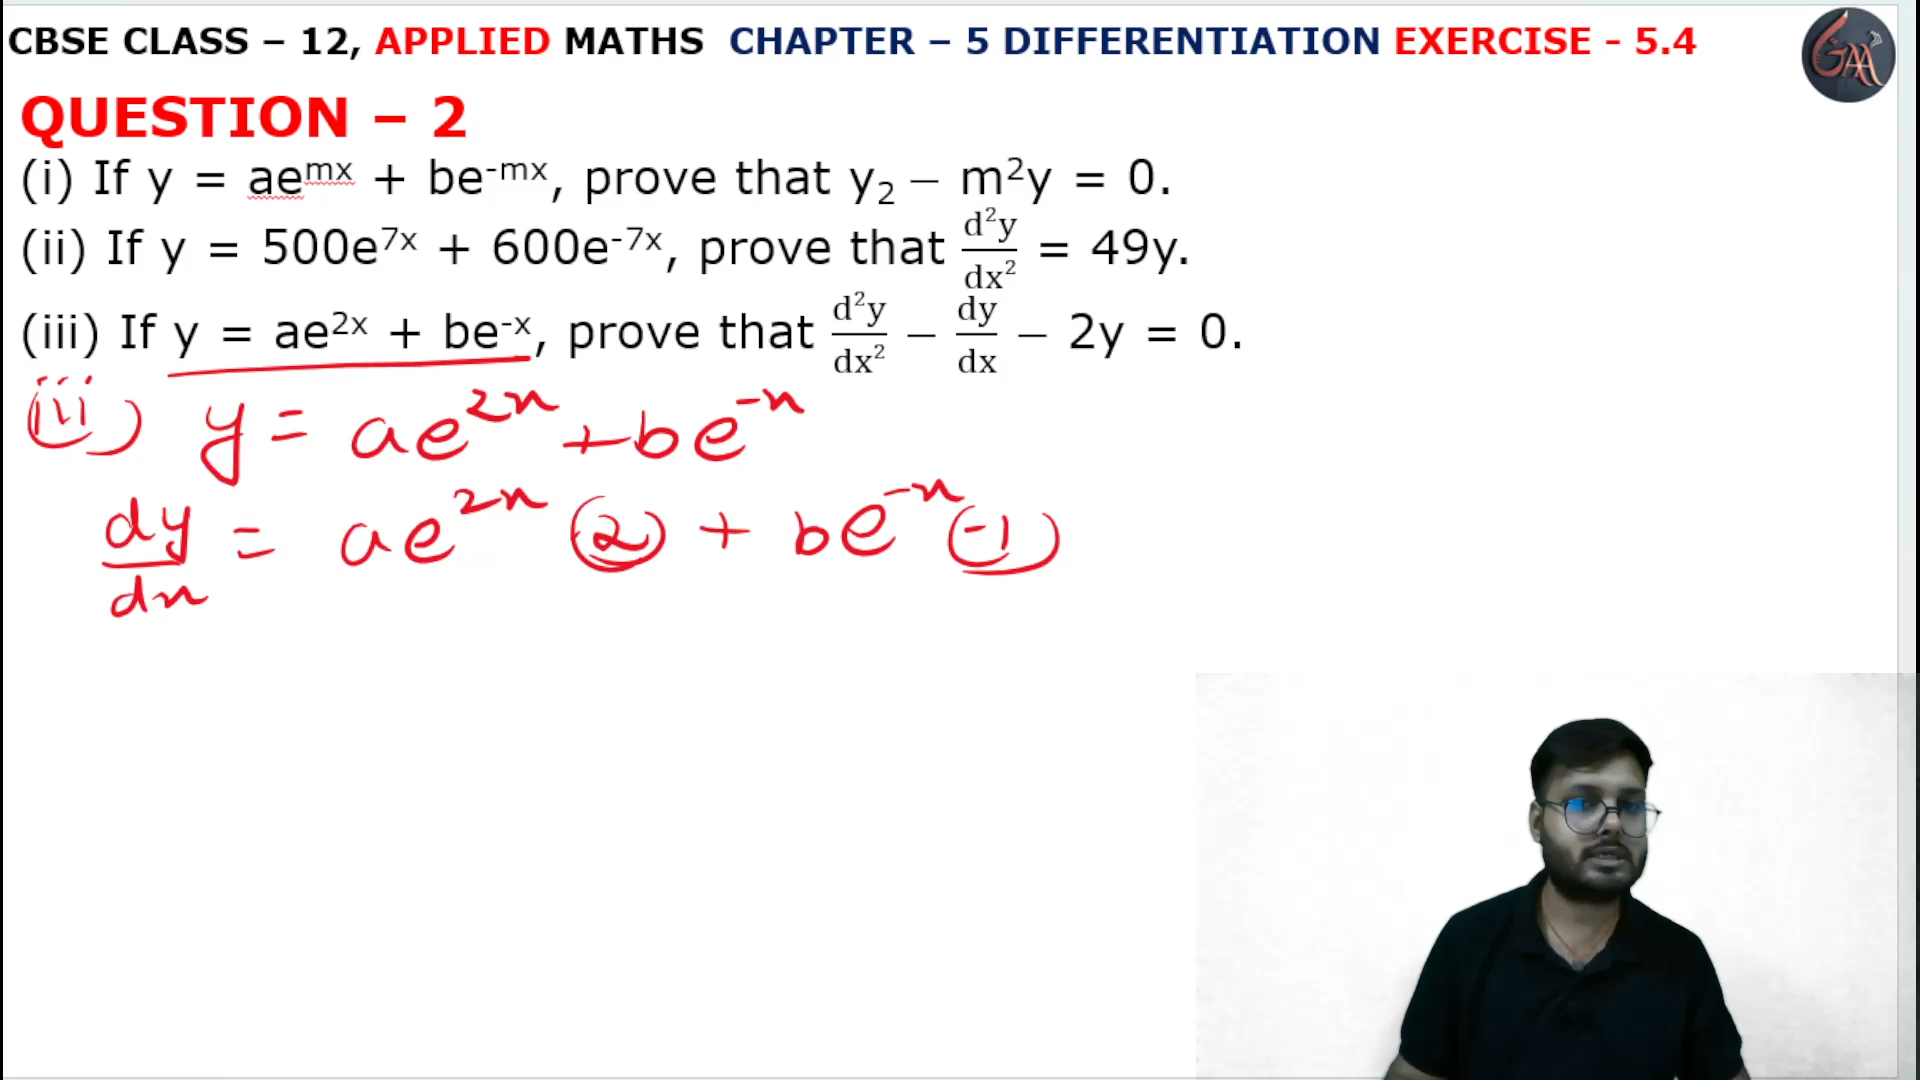 CBSE CLASS – 12, APPLIED MATHS CHAPTER – 5 DIFFERENTIATION EXERCISE - 5.4
QUESTION – 2
(i) If y = ae^mx + be^-mx, prove that y₂ – m²y = 0.
(ii) If y = 500e^7x + 600e^-7x, prove that d²y/dx² = 49y.
(iii) If y = ae^2x + be^-x, prove that d²y/dx² – dy/dx – 2y = 0.
(iii) y = ae^2x + be^-x
dy/dx = ae^2x (2) + be^-x (-1)